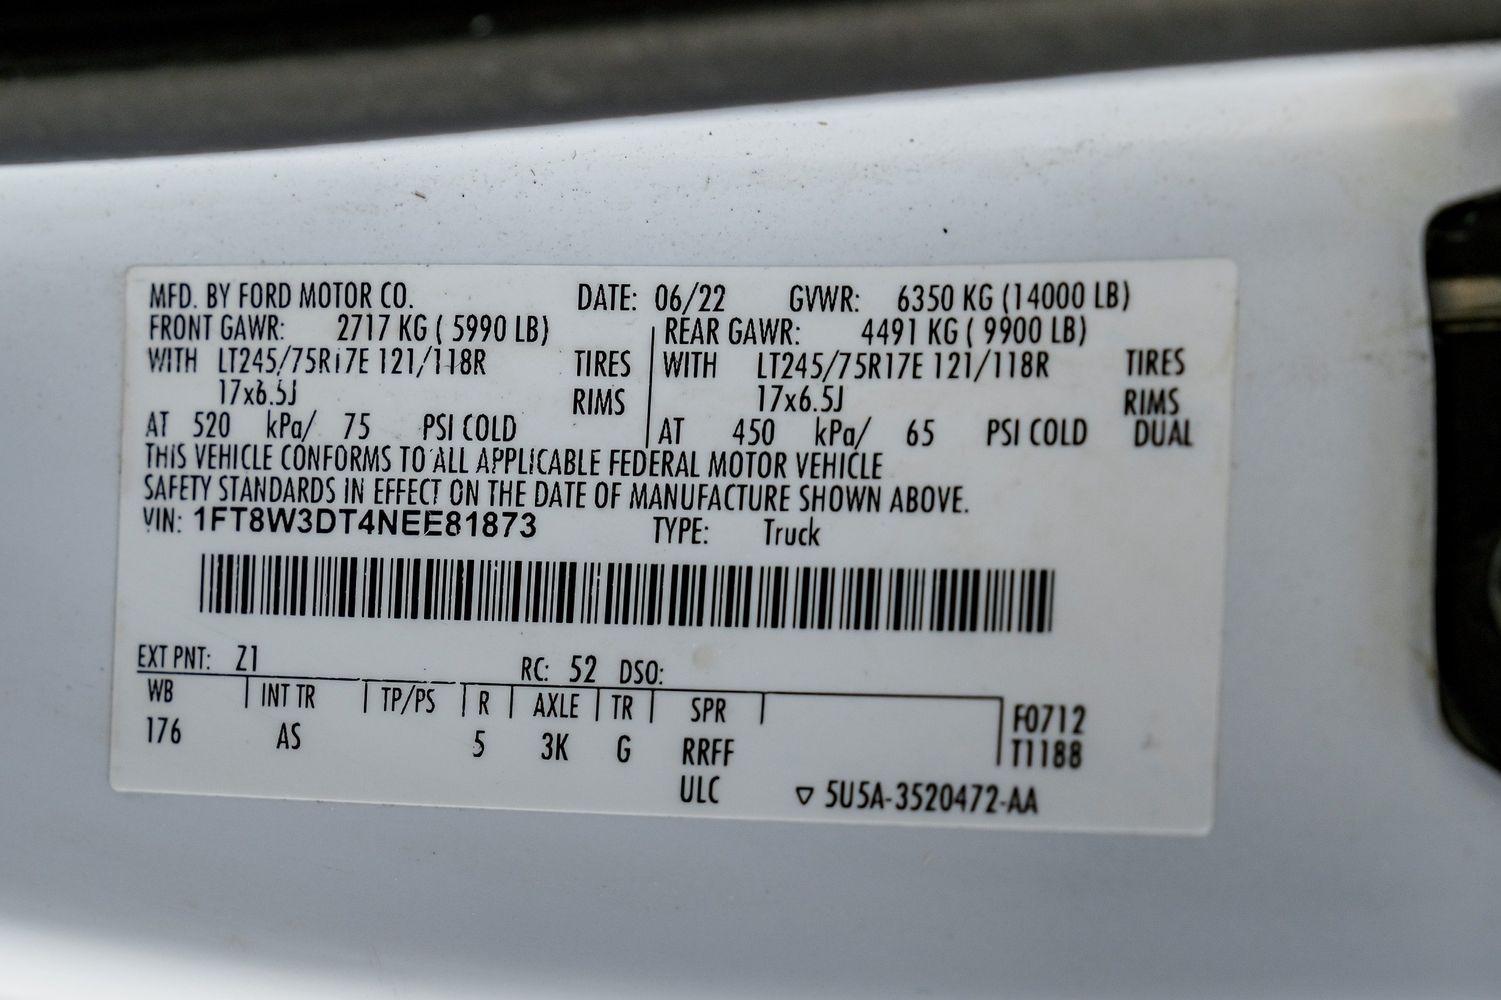 MFD. BY FORD MOTOR CO. DATE: 06/22 GVWR: 6350 KG (14000 LB)
FRONT GAWR: 2717 KG ( 5990 LB) REAR GAWR: 4491 KG ( 9900 LB)
WITH LT245/75R17E 121/118R TIRES WITH LT245/75R17E 121/118R TIRES
17x6.5J RIMS 17x6.5J RIMS
AT 520 kPa/ 75 PSI COLD AT 450 kPa/ 65 PSI COLD DUAL
THIS VEHICLE CONFORMS TO ALL APPLICABLE FEDERAL MOTOR VEHICLE
SAFETY STANDARDS IN EFFECT ON THE DATE OF MANUFACTURE SHOWN ABOVE.
VIN: 1FT8W3DT4NEE81873 TYPE: Truck
EXT PNT: Z1 RC: 52 DSO:
WB INT TR TP/PS R AXLE TR SPR F0712
176 AS 5 3K G RRFF T1188
ULC ▽ 5U5A-3520472-AA